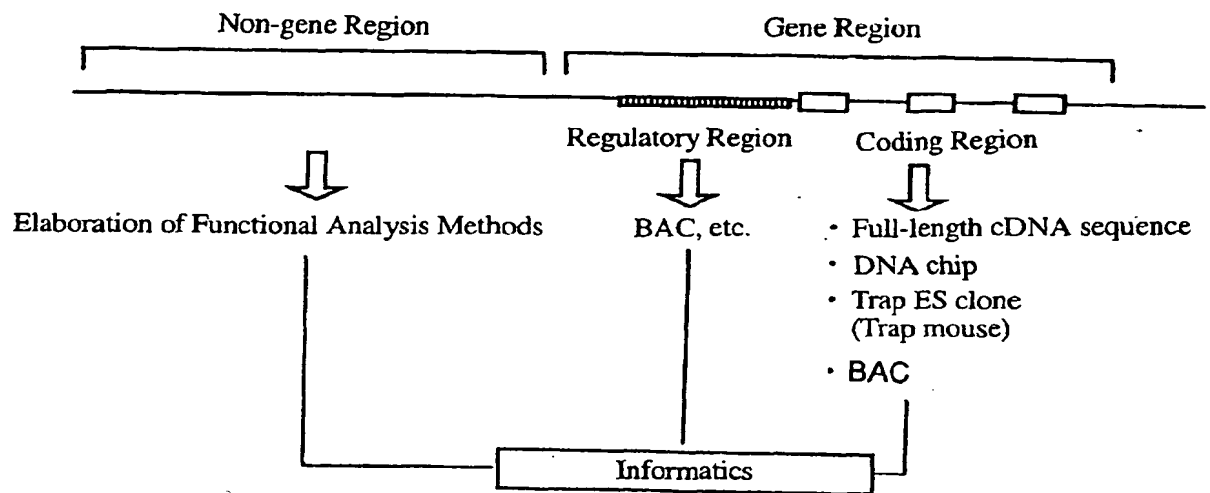 Non-gene Region
Gene Region
Regulatory Region
Coding Region
Elaboration of Functional Analysis Methods
BAC, etc.
· Full-length cDNA sequence
· DNA chip
· Trap ES clone
(Trap mouse)
· BAC
Informatics